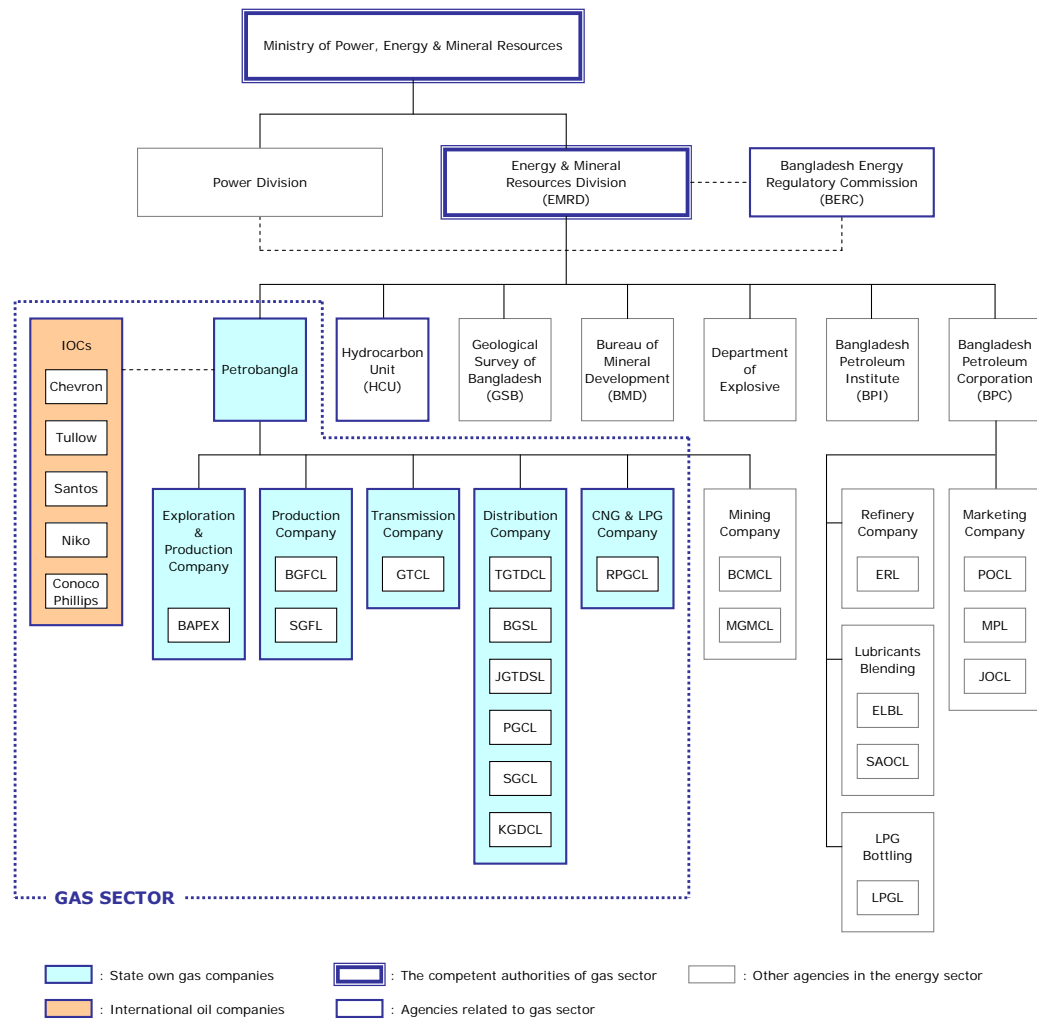 Ministry of Power, Energy & Mineral Resources
Power Division
Energy & Mineral
Resources Division
(EMRD)
Bangladesh Energy
Regulatory Commission
(BERC)
IOCs
Chevron
Tullow
Santos
Niko
Conoco
Phillips
Petrobangla
Hydrocarbon
Unit
(HCU)
Geological
Survey of
Bangladesh
(GSB)
Bureau of
Mineral
Development
(BMD)
Department
of
Explosive
Bangladesh
Petroleum
Institute
(BPI)
Bangladesh
Petroleum
Corporation
(BPC)
Exploration
&
Production
Company
BAPEX
Production
Company
BGFCL
SGFL
Transmission
Company
GTCL
Distribution
Company
TGTDCL
BGSL
JGTDSL
PGCL
SGCL
KGDCL
CNG & LPG
Company
RPGCL
Mining
Company
BCMCL
MGMCL
Refinery
Company
ERL
Lubricants
Blending
ELBL
SAOCL
LPG
Bottling
LPGL
Marketing
Company
POCL
MPL
JOCL
GAS SECTOR
: State own gas companies
: The competent authorities of gas sector
: Other agencies in the energy sector
: International oil companies
: Agencies related to gas sector